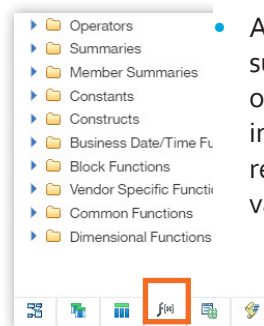 Operators
Summaries
Member Summaries
Constants
Constructs
Business Date/Time Fu
Block Functions
Vendor Specific Functi
Common Functions
Dimensional Functions
f(x)
• A
su
o
in
re
va